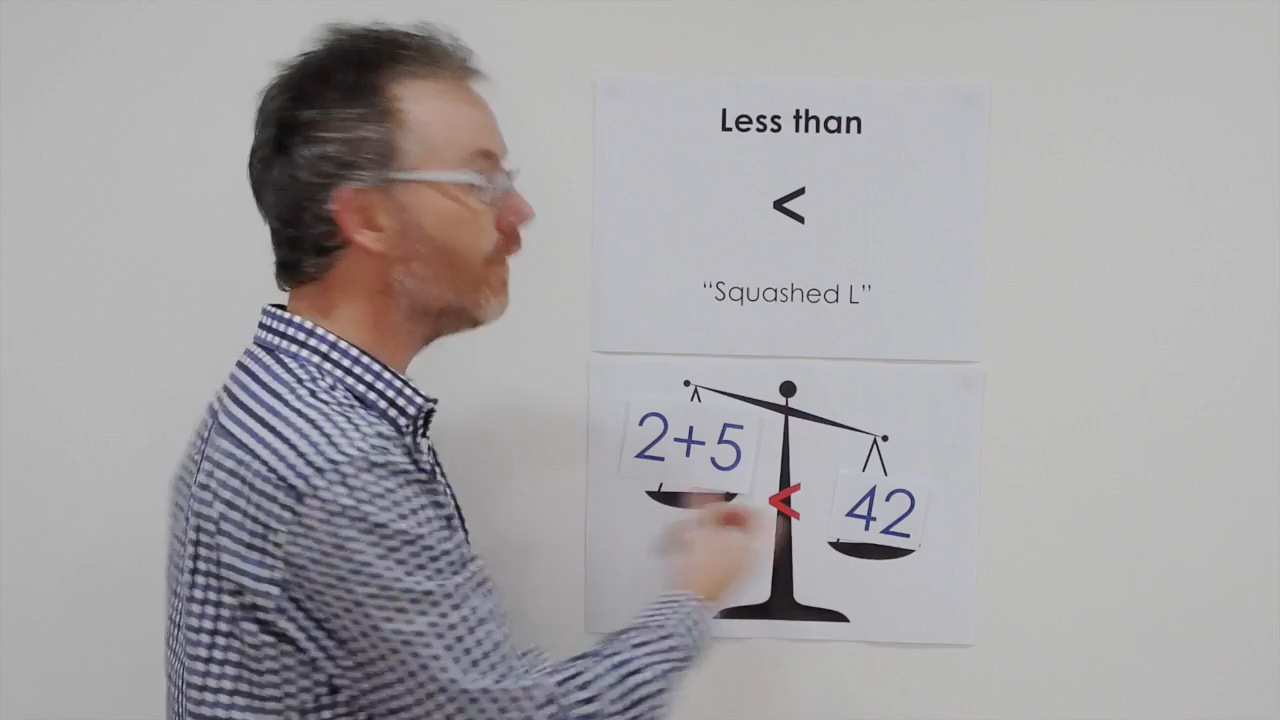 Less than
<
“Squashed L”
2+5
<
42